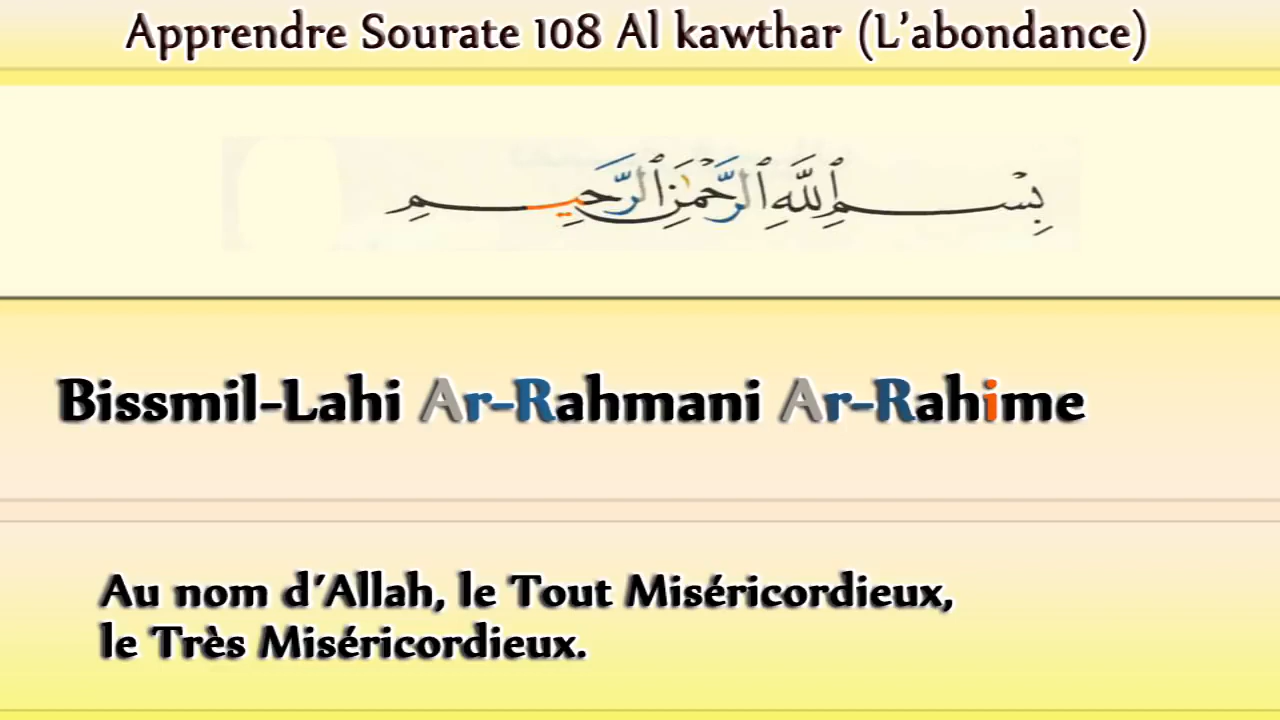 Apprendre Sourate 108 Al kawthar (L’abondance)
بِسْمِ ٱللَّهِ ٱلرَّحْمَٰنِ ٱلرَّحِيمِ
Bissmil-Lahi Ar-Rahmani Ar-Rahime
Au nom d’Allah, le Tout Miséricordieux,
le Très Miséricordieux.